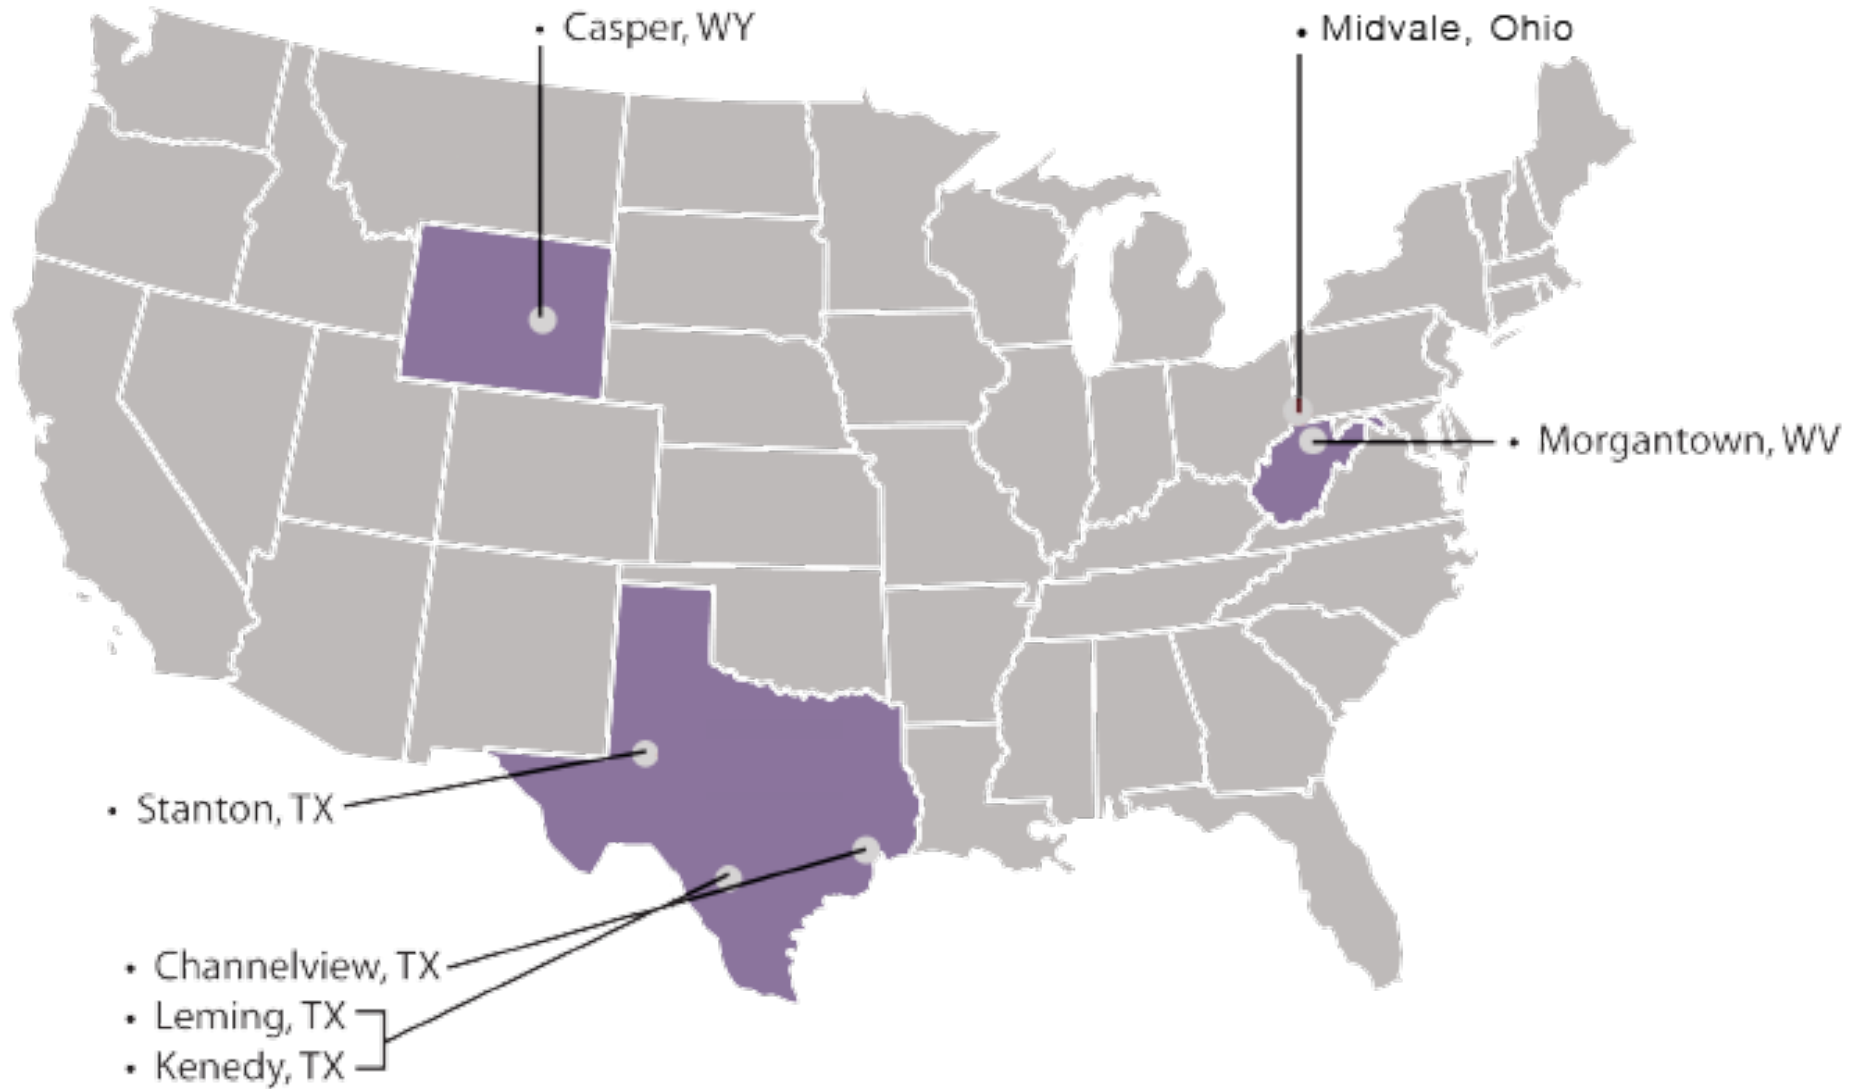 • Casper, WY
• Midvale, Ohio
• Morgantown, WV
• Stanton, TX
• Channelview, TX
• Leming, TX
• Kenedy, TX